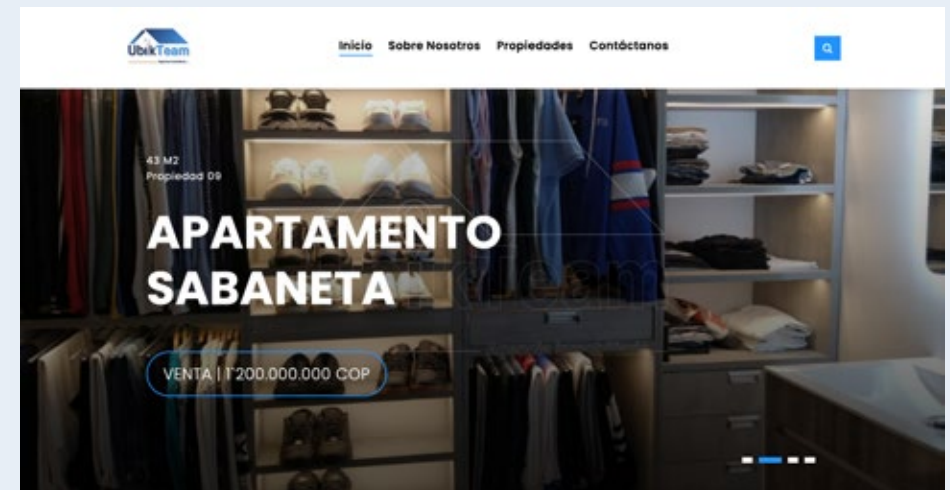 UbikTeam
Inicio Sobre Nosotros Propiedades Contáctanos
43 M2
Propiedad 09
APARTAMENTO
SABANETA
VENTA | 1'200.000.000 COP